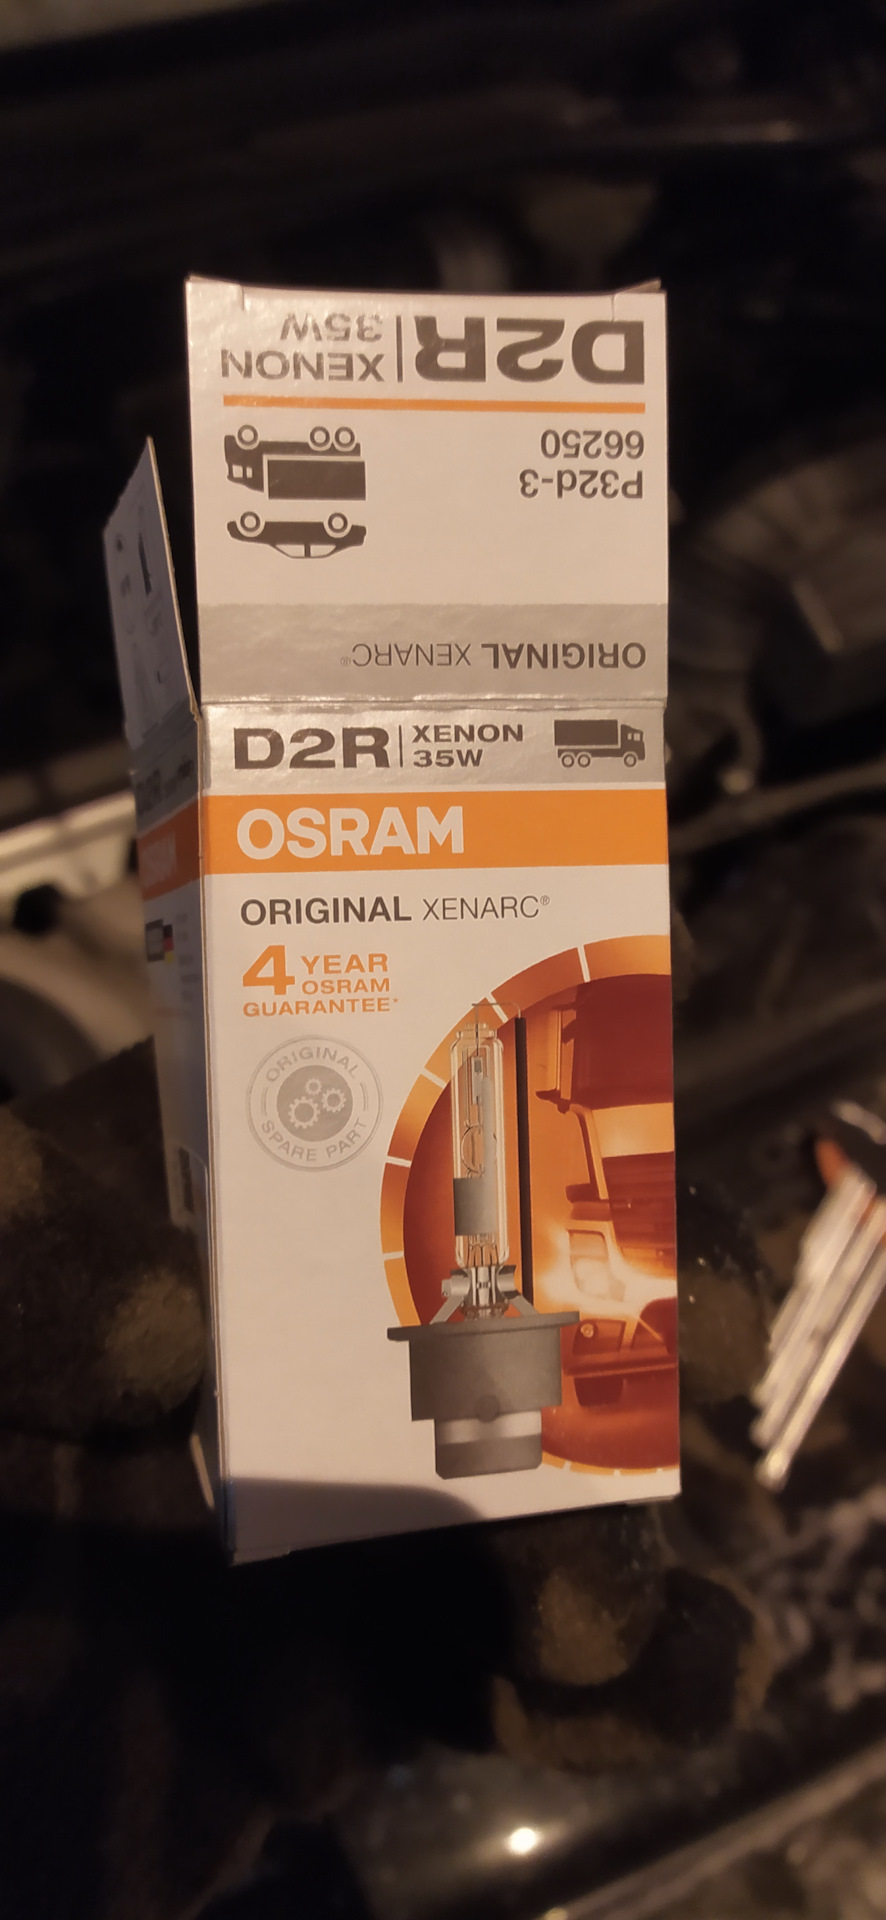 D2R
XENON
35W
66250
P32d-3
ORIGINAL XENARC®
D2R
XENON
35W
OSRAM
ORIGINAL XENARC®
4 YEAR
OSRAM
GUARANTEE*
ORIGINAL
SPARE PART